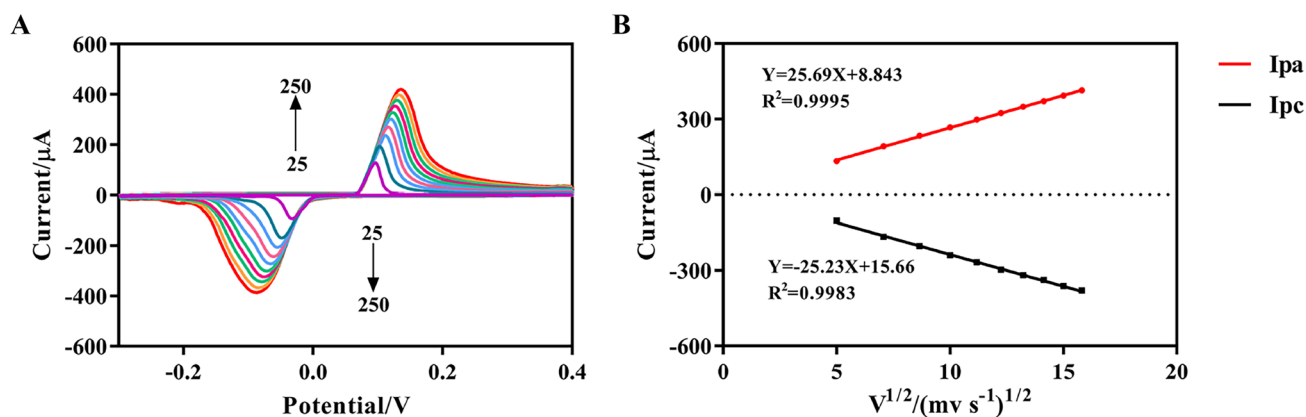 A
600
400
200
0
-200
-400
-600
Current/μA
250
25
25
250
-0.2
0.0
0.2
0.4
Potential/V
B
600
300
0
-300
-600
Current/μA
Y=25.69X+8.843
R²=0.9995
Y=-25.23X+15.66
R²=0.9983
0
5
10
15
20
V^1/2/(mv s⁻¹)^1/2
Ipa
Ipc